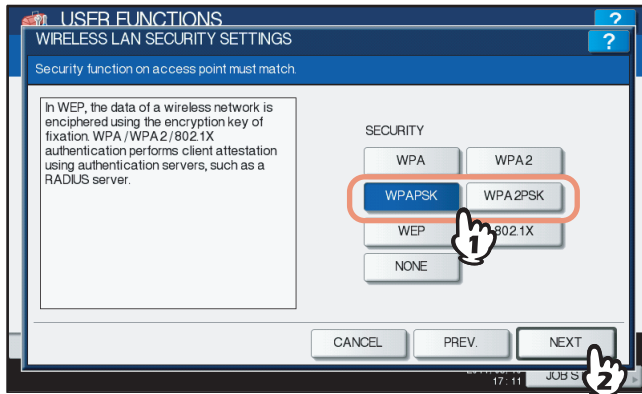 USER FUNCTIONS
?
WIRELESS LAN SECURITY SETTINGS
?
Security function on access point must match.
In WEP, the data of a wireless network is
enciphered using the encryption key of
fixation. WPA/WPA2/802.1X
authentication performs client attestation
using authentication servers, such as a
RADIUS server.
SECURITY
WPA WPA2
WPAPSK WPA2PSK
WEP 802.1X
1
NONE
CANCEL PREV. NEXT
2
17:11 JOB S